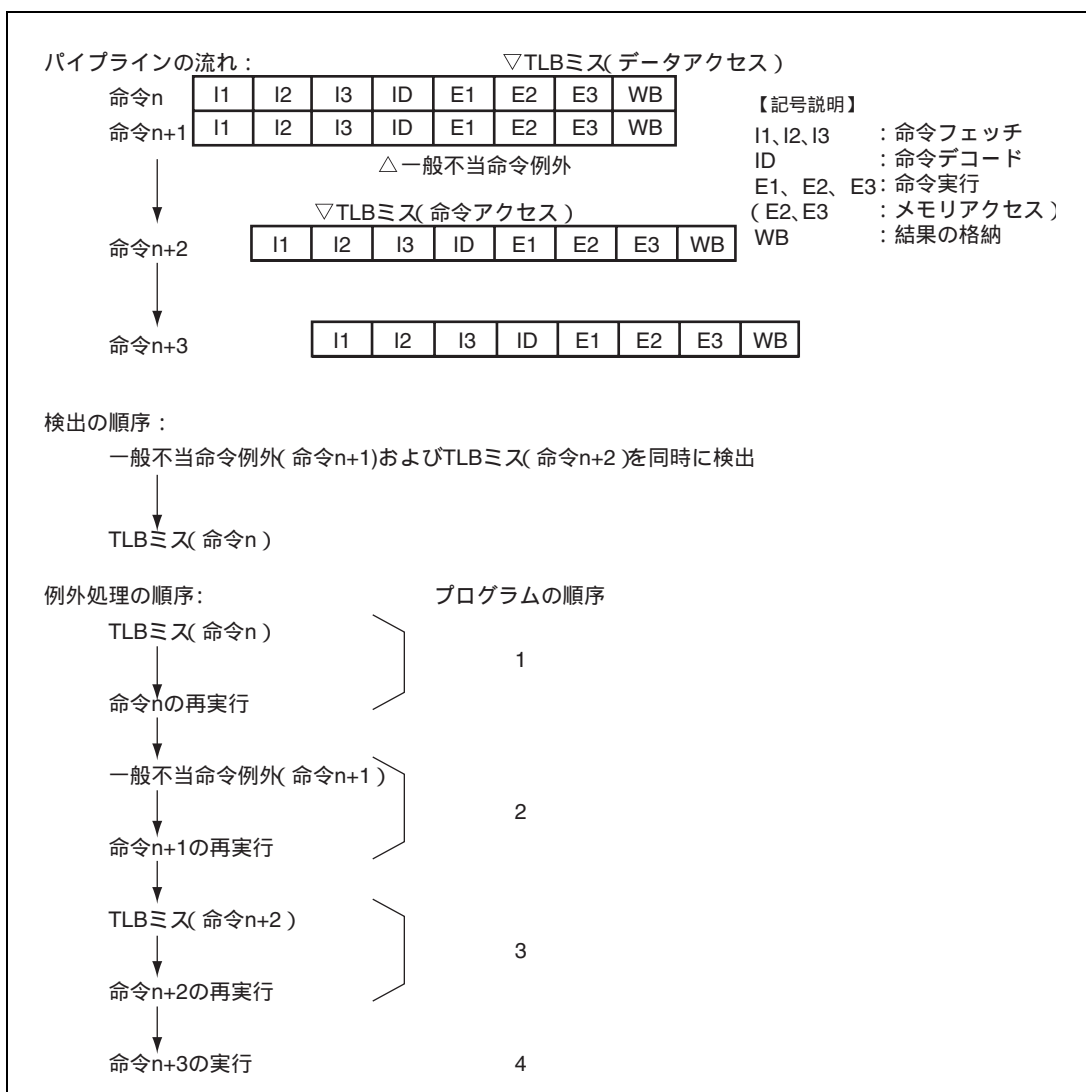 パイプラインの流れ：
▽TLBミス(データアクセス)
命令n I1 I2 I3 ID E1 E2 E3 WB
命令n+1 I1 I2 I3 ID E1 E2 E3 WB
△一般不当命令例外
【記号説明】
I1、I2、I3 ：命令フェッチ
ID ：命令デコード
E1、E2、E3：命令実行
(E2、E3 ：メモリアクセス)
WB ：結果の格納
▽TLBミス(命令アクセス)
命令n+2 I1 I2 I3 ID E1 E2 E3 WB
命令n+3 I1 I2 I3 ID E1 E2 E3 WB
検出の順序：
一般不当命令例外(命令n+1)およびTLBミス(命令n+2)を同時に検出
TLBミス(命令n)
例外処理の順序： プログラムの順序
TLBミス(命令n)
1
命令nの再実行
一般不当命令例外(命令n+1)
2
命令n+1の再実行
TLBミス(命令n+2)
3
命令n+2の再実行
命令n+3の実行 4